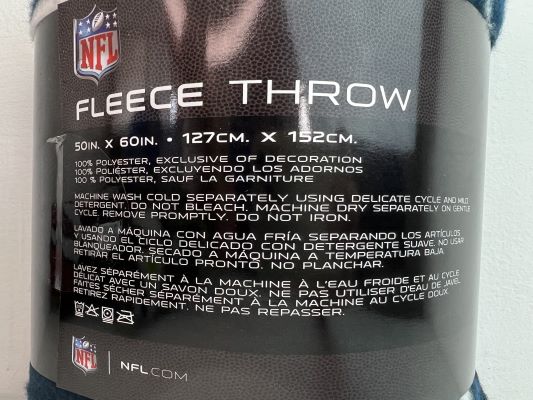 NFL
FLEECE THROW
50IN. X 60IN. • 127CM. X 152CM.
100% POLYESTER, EXCLUSIVE OF DECORATION
100% POLIÉSTER, EXCLUYENDO LOS ADORNOS
100 % POLYESTER, SAUF LA GARNITURE
MACHINE WASH COLD SEPARATELY USING DELICATE CYCLE AND MILD
DETERGENT. DO NOT BLEACH. MACHINE DRY SEPARATELY ON GENTLE
CYCLE. REMOVE PROMPTLY. DO NOT IRON.
LAVADO A MÁQUINA CON AGUA FRÍA SEPARANDO LOS ARTÍCULOS
Y USANDO EL CICLO DELICADO CON DETERGENTE SUAVE. NO USAR
BLANQUEADOR. SECADO A MÁQUINA A TEMPERATURA BAJA.
RETIRAR EL ARTÍCULO PRONTO. NO PLANCHAR.
LAVEZ SÉPARÉMENT À LA MACHINE À L'EAU FROIDE ET AU CYCLE
DÉLICAT AVEC UN SAVON DOUX. NE PAS UTILISER D'EAU DE JAVEL.
FAITES SÉCHER SÉPARÉMENT À LA MACHINE AU CYCLE DOUX.
RETIREZ RAPIDEMENT. NE PAS REPASSER.
NFL | NFL.COM